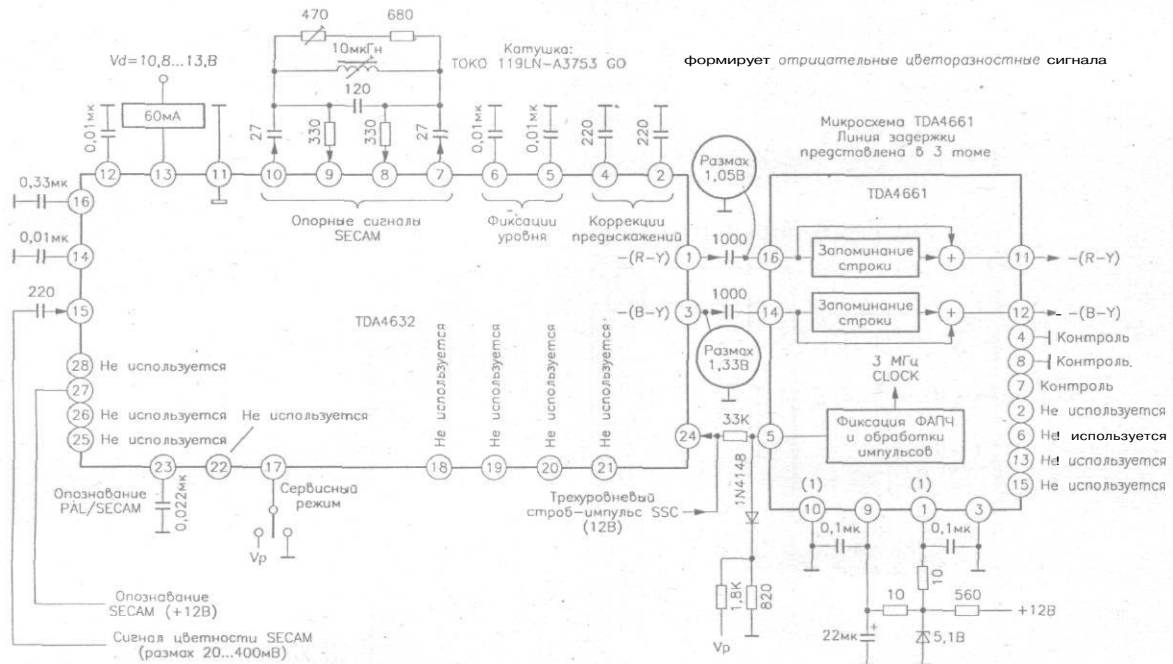 470
680
10мкГн
Катушка:
TOKO 119LN-A3753 GO
формирует отрицательные цветоразностные сигнала
Vd=10,8...13,В
60мА
120
0,01мк
27
330
330
27
0,01мк
0,01мк
220
220
Размах
1,05В
Микросхема TDA4661
Линия задержки
представлена в 3 томе
12
13
11
10
9
8
7
6
5
4
2
0,33мк
16
Опорные сигналы
SECAM
Фиксации
уровня
Коррекции
предыскажений
TDA4661
0,01мк
14
1
-(R-Y)
1000
16
Запоминание
строки
+
11
-(R-Y)
220
15
TDA4632
3
-(B-Y)
1000
14
Запоминание
строки
+
12
-(B-Y)
Размах
1,33В
4
Контроль
8
Контроль.
7
Контроль
2
Не используется
6
Не! используется
13
Не! используется
15
Не используется
3 МГц
CLOCK
28
Не используется
27
26
Не используется
25
Не используется
Не используется
Не используется
Не используется
Не используется
Не используется
24
33К
5
Фиксация ФАПЧ
и обработки
импульсов
23
22
17
18
19
20
21
Опознавание
PAL/SECAM
0,022мк
Сервисный
режим
Vp
Трехуровневый
строб-импульс SSC
(12В)
1N4148
(1)
(1)
10
9
1
3
0,1мк
0,1мк
10
1,8К
820
Vp
10
560
+12В
22мк
+
5,1В
Опознавание
SECAM (+12В)
Сигнал цветности SECAM
(размах 20...400мВ)